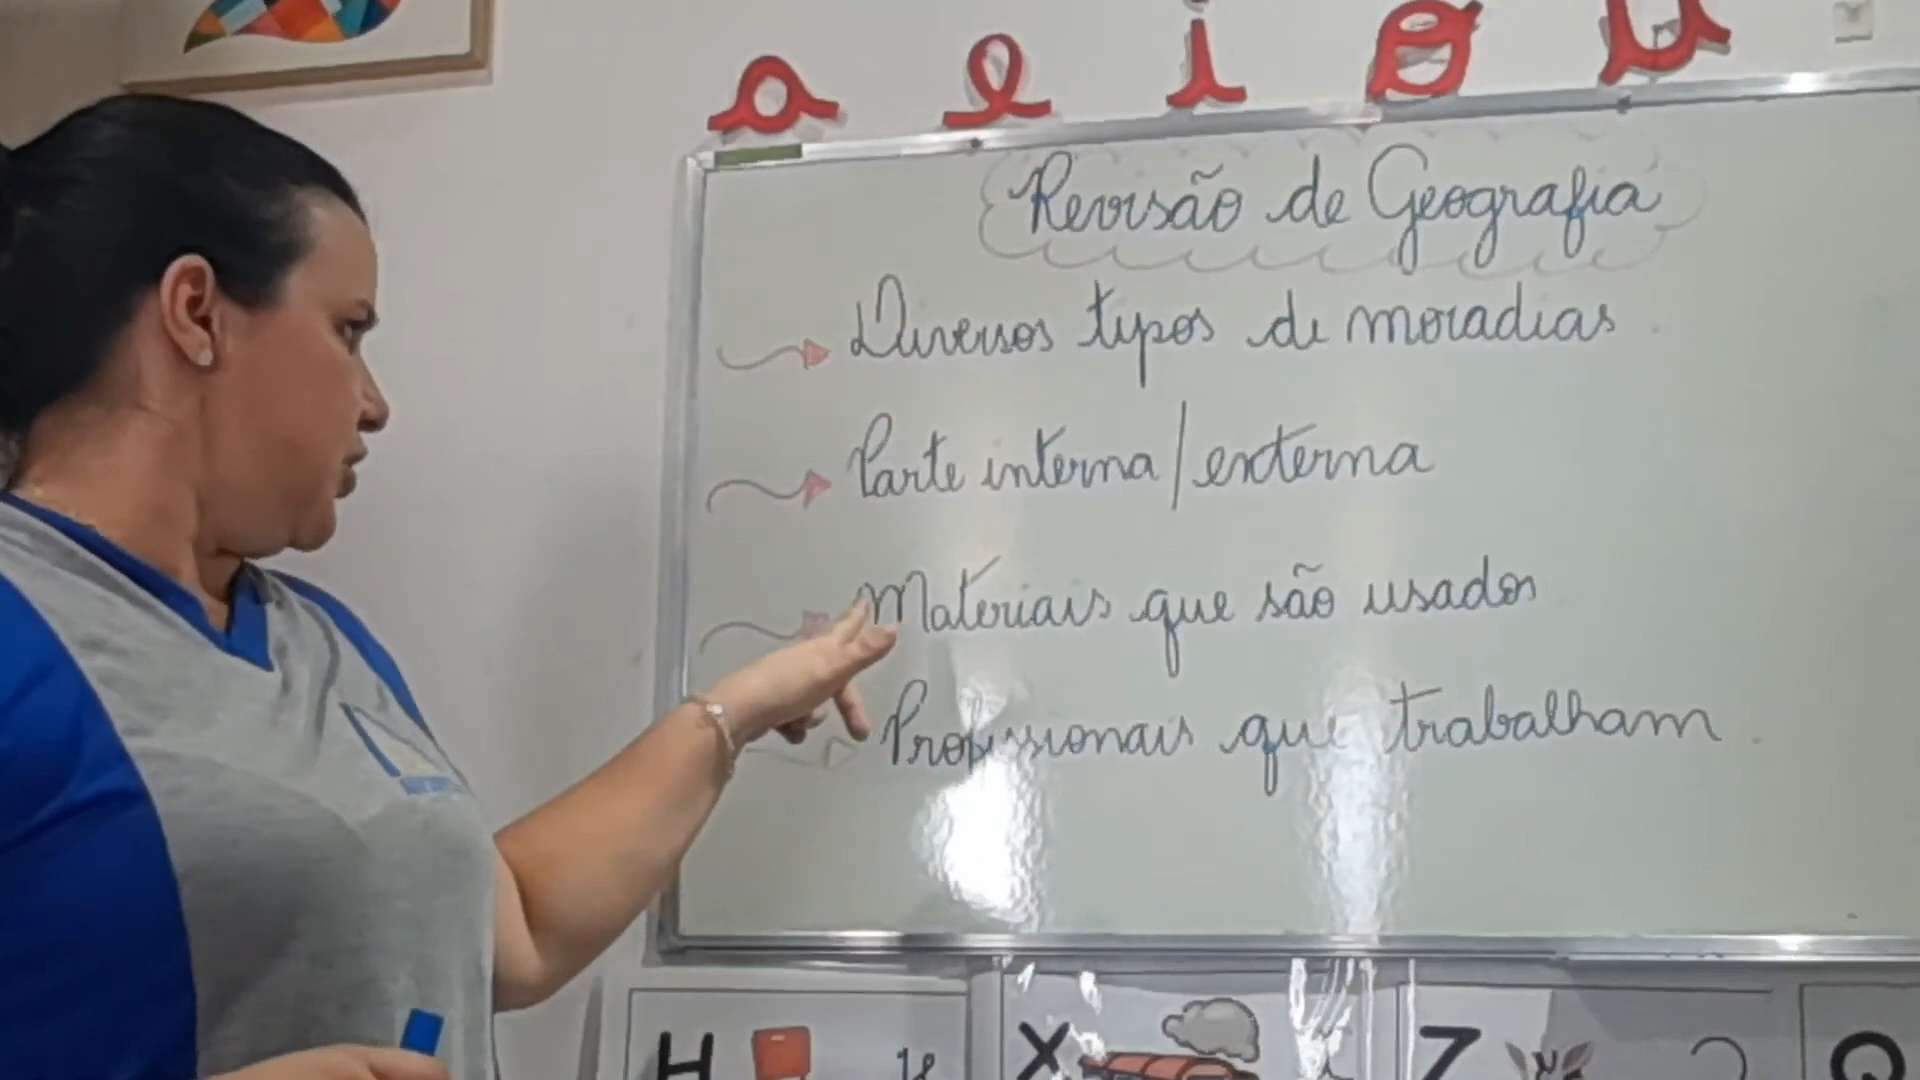 a e i o u
Revisão de Geografia
Diversos tipos de moradias
Parte interna/externa
Materiais que são usados
Profissionais que trabalham
H X Z Q